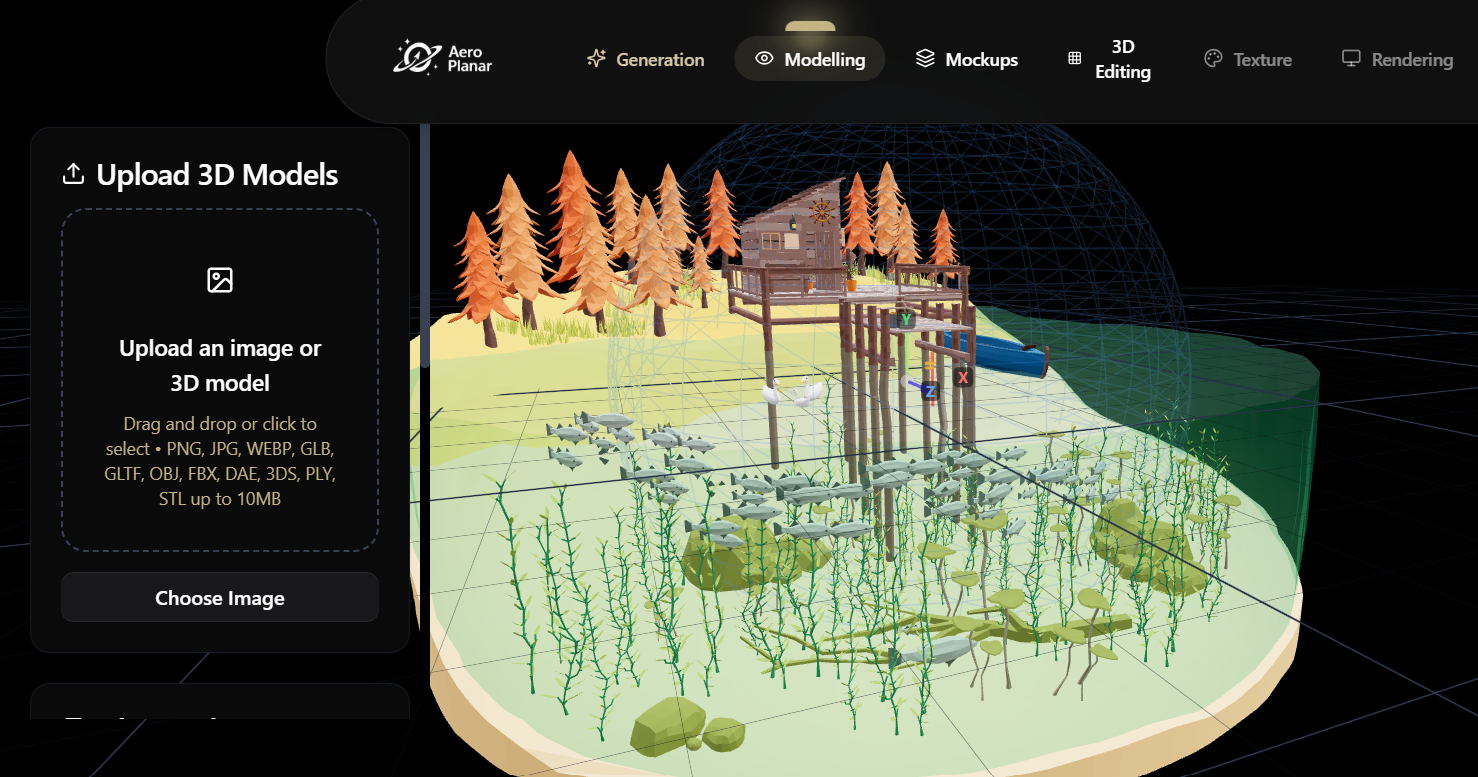 Aero
Planar
Generation
Modelling
Mockups
3D
Editing
Texture
Rendering
Upload 3D Models
Upload an image or
3D model
Drag and drop or click to
select • PNG, JPG, WEBP, GLB,
GLTF, OBJ, FBX, DAE, 3DS, PLY,
STL up to 10MB
Choose Image
Y
X
Z